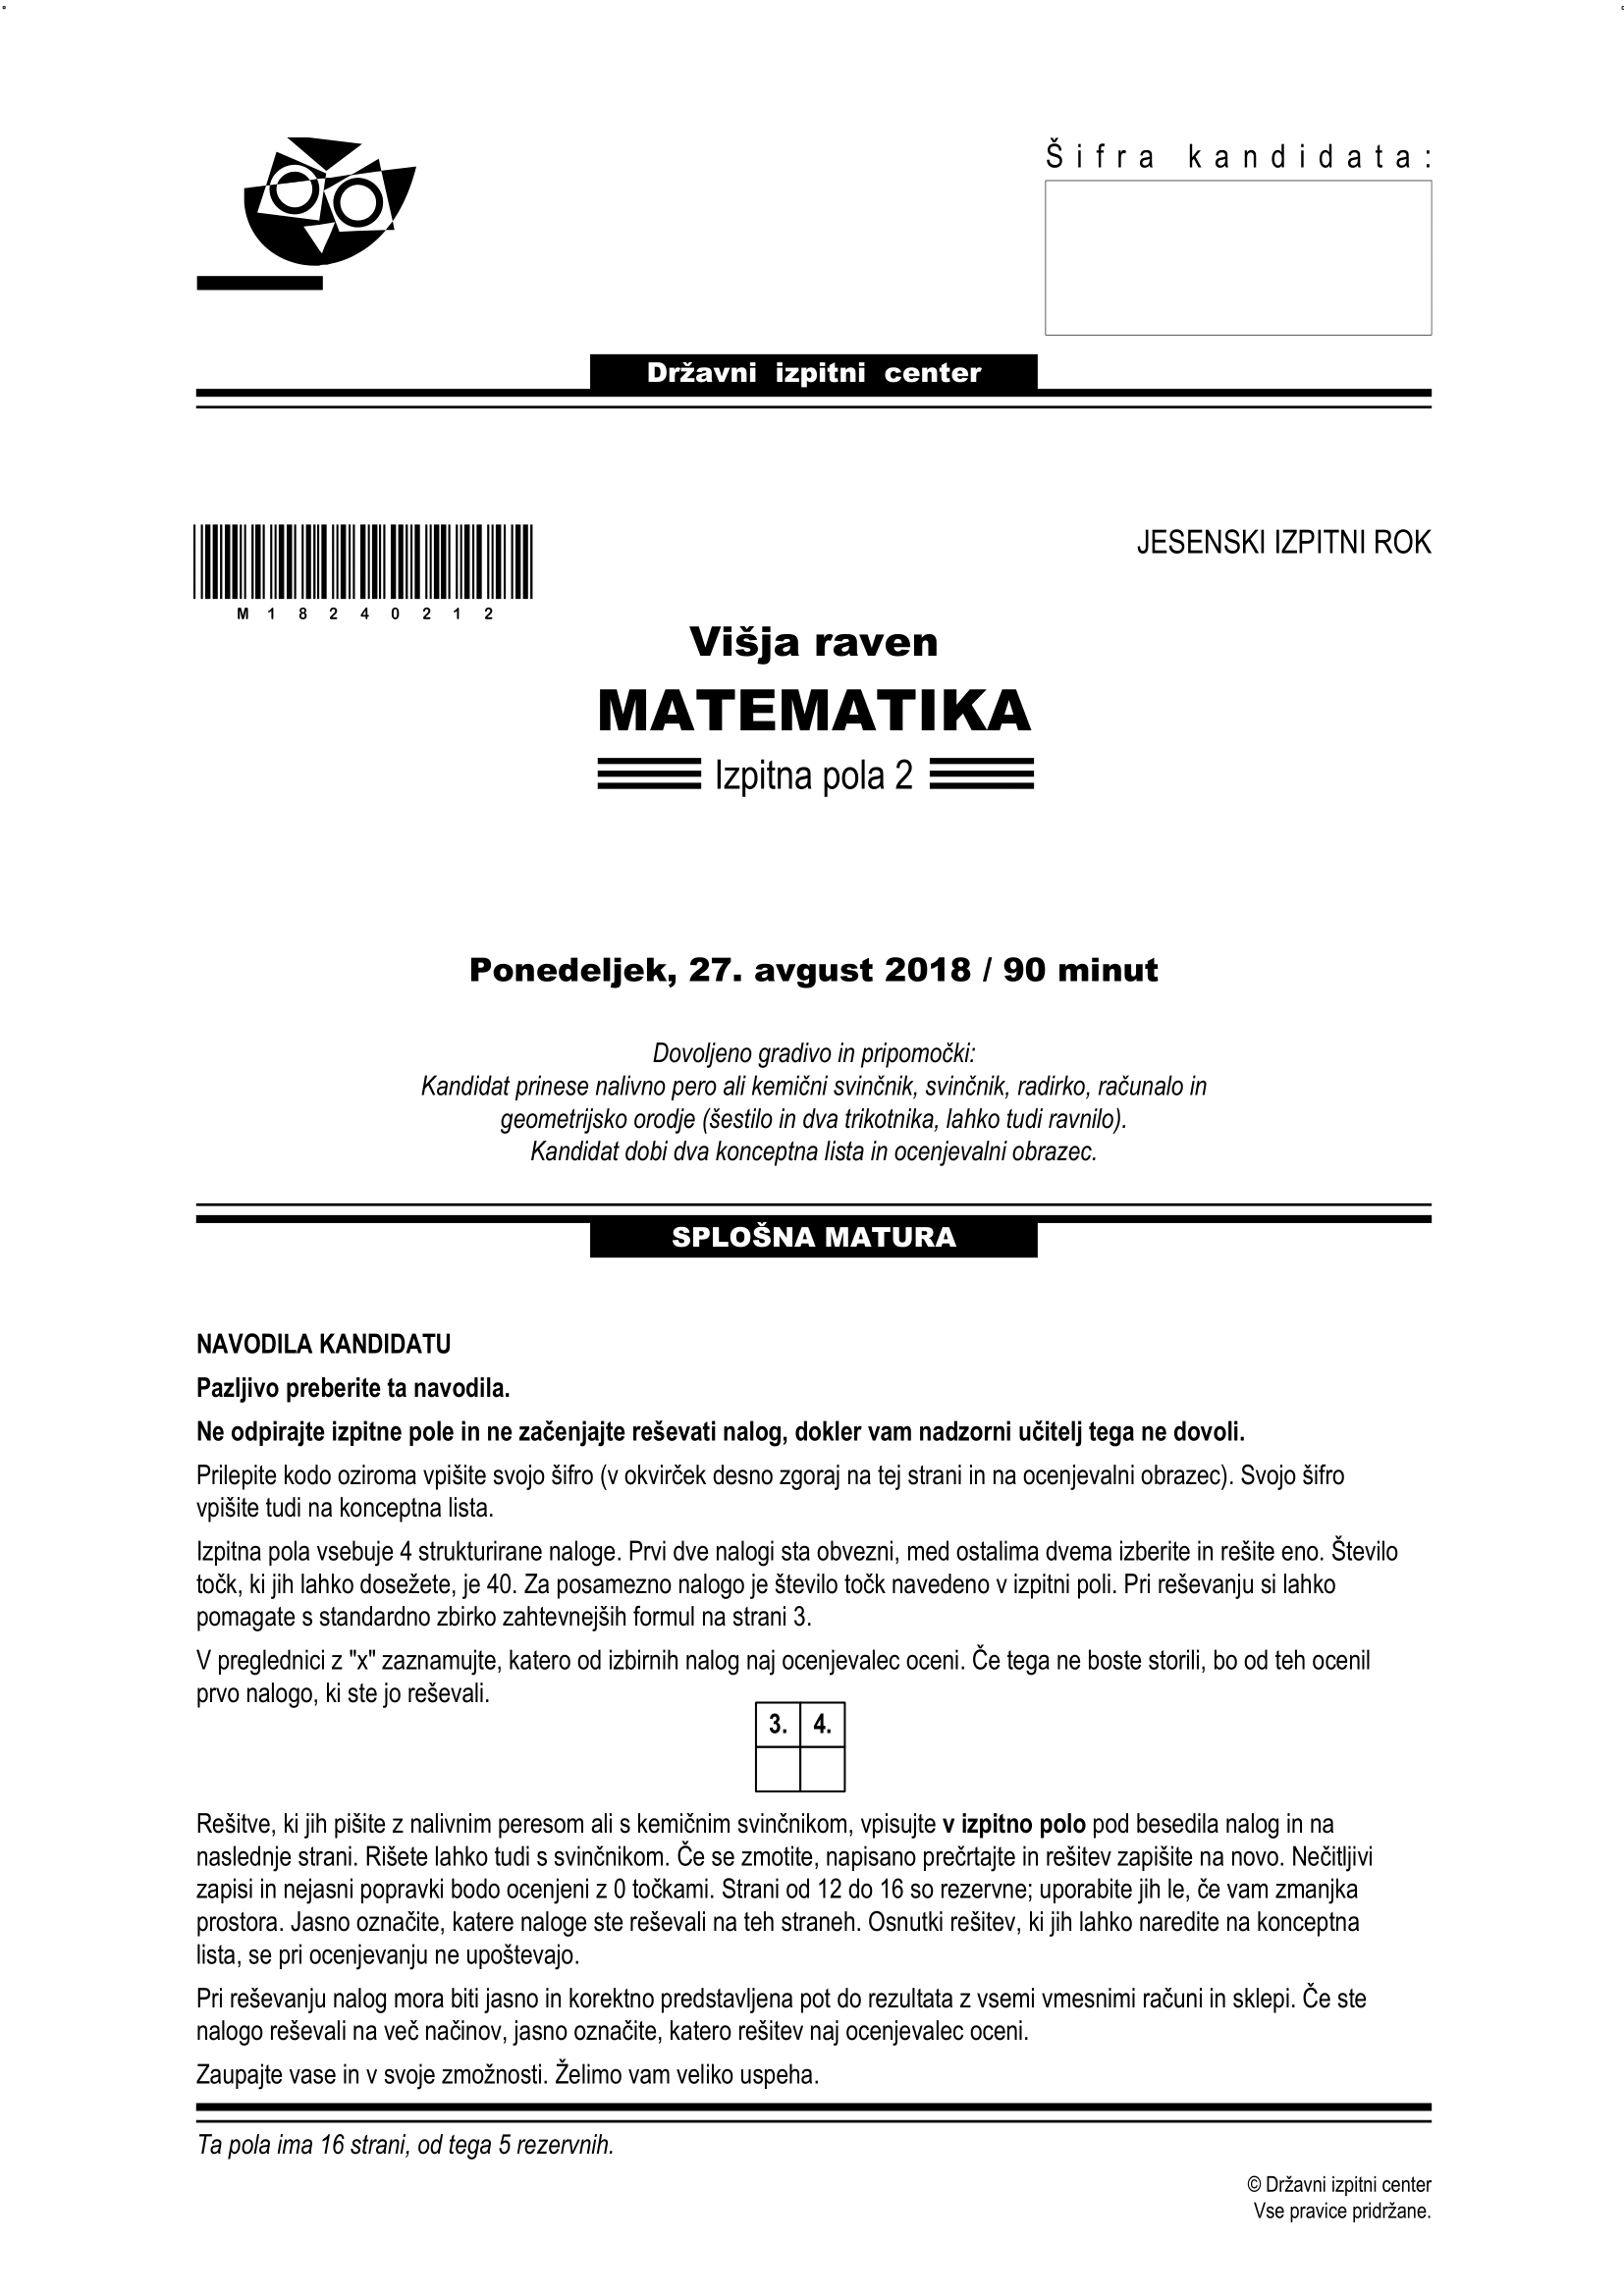 Šifra kandidata:
Državni izpitni center
M18240212
JESENSKI IZPITNI ROK
Višja raven
MATEMATIKA
Izpitna pola 2
Ponedeljek, 27. avgust 2018 / 90 minut
Dovoljeno gradivo in pripomočki:
Kandidat prinese nalivno pero ali kemični svinčnik, svinčnik, radirko, računalo in
geometrijsko orodje (šestilo in dva trikotnika, lahko tudi ravnilo).
Kandidat dobi dva konceptna lista in ocenjevalni obrazec.
SPLOŠNA MATURA
NAVODILA KANDIDATU
Pazljivo preberite ta navodila.
Ne odpirajte izpitne pole in ne začenjajte reševati nalog, dokler vam nadzorni učitelj tega ne dovoli.
Prilepite kodo oziroma vpišite svojo šifro (v okvirček desno zgoraj na tej strani in na ocenjevalni obrazec). Svojo šifro
vpišite tudi na konceptna lista.
Izpitna pola vsebuje 4 strukturirane naloge. Prvi dve nalogi sta obvezni, med ostalima dvema izberite in rešite eno. Število
točk, ki jih lahko dosežete, je 40. Za posamezno nalogo je število točk navedeno v izpitni poli. Pri reševanju si lahko
pomagate s standardno zbirko zahtevnejših formul na strani 3.
V preglednici z "x" zaznamujte, katero od izbirnih nalog naj ocenjevalec oceni. Če tega ne boste storili, bo od teh ocenil
prvo nalogo, ki ste jo reševali.
3. 4.
Rešitve, ki jih pišite z nalivnim peresom ali s kemičnim svinčnikom, vpisujte v izpitno polo pod besedila nalog in na
naslednje strani. Rišete lahko tudi s svinčnikom. Če se zmotite, napisano prečrtajte in rešitev zapišite na novo. Nečitljivi
zapisi in nejasni popravki bodo ocenjeni z 0 točkami. Strani od 12 do 16 so rezervne; uporabite jih le, če vam zmanjka
prostora. Jasno označite, katere naloge ste reševali na teh straneh. Osnutki rešitev, ki jih lahko naredite na konceptna
lista, se pri ocenjevanju ne upoštevajo.
Pri reševanju nalog mora biti jasno in korektno predstavljena pot do rezultata z vsemi vmesnimi računi in sklepi. Če ste
nalogo reševali na več načinov, jasno označite, katero rešitev naj ocenjevalec oceni.
Zaupajte vase in v svoje zmožnosti. Želimo vam veliko uspeha.
Ta pola ima 16 strani, od tega 5 rezervnih.
© Državni izpitni center
Vse pravice pridržane.